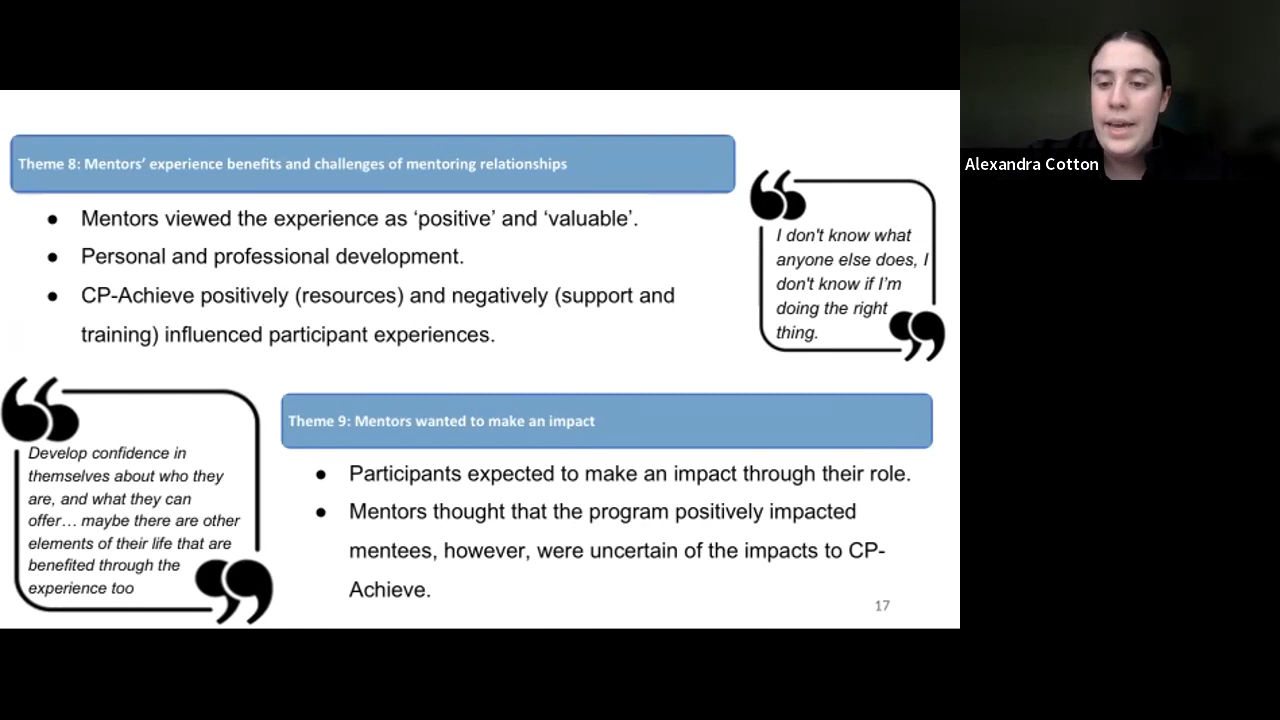 Theme 8: Mentors’ experience benefits and challenges of mentoring relationships
● Mentors viewed the experience as ‘positive’ and ‘valuable’.
● Personal and professional development.
● CP-Achieve positively (resources) and negatively (support and
training) influenced participant experiences.
I don't know what
anyone else does, I
don't know if I’m
doing the right
thing.
Alexandra Cotton
Develop confidence in
themselves about who they
are, and what they can
offer… maybe there are other
elements of their life that are
benefited through the
experience too
Theme 9: Mentors wanted to make an impact
● Participants expected to make an impact through their role.
● Mentors thought that the program positively impacted
mentees, however, were uncertain of the impacts to CP-
Achieve.
17